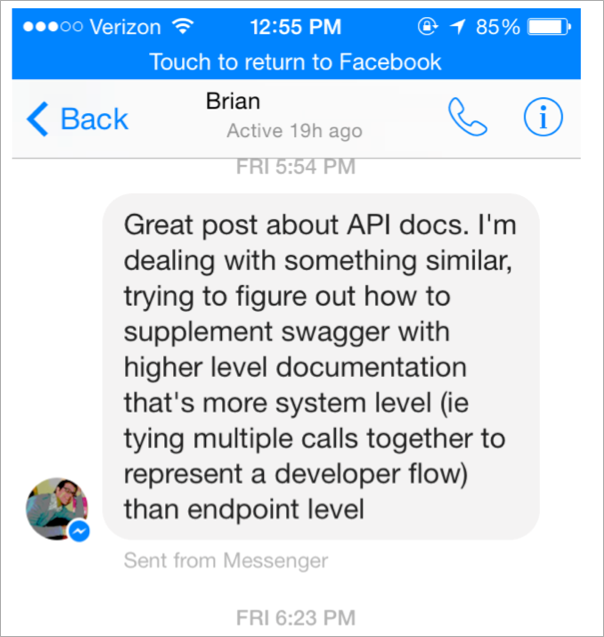 Verizon 12:55 PM 85%
Touch to return to Facebook
Back
Brian
Active 19h ago
FRI 5:54 PM
Great post about API docs. I'm
dealing with something similar,
trying to figure out how to
supplement swagger with
higher level documentation
that's more system level (ie
tying multiple calls together to
represent a developer flow)
than endpoint level
Sent from Messenger
FRI 6:23 PM